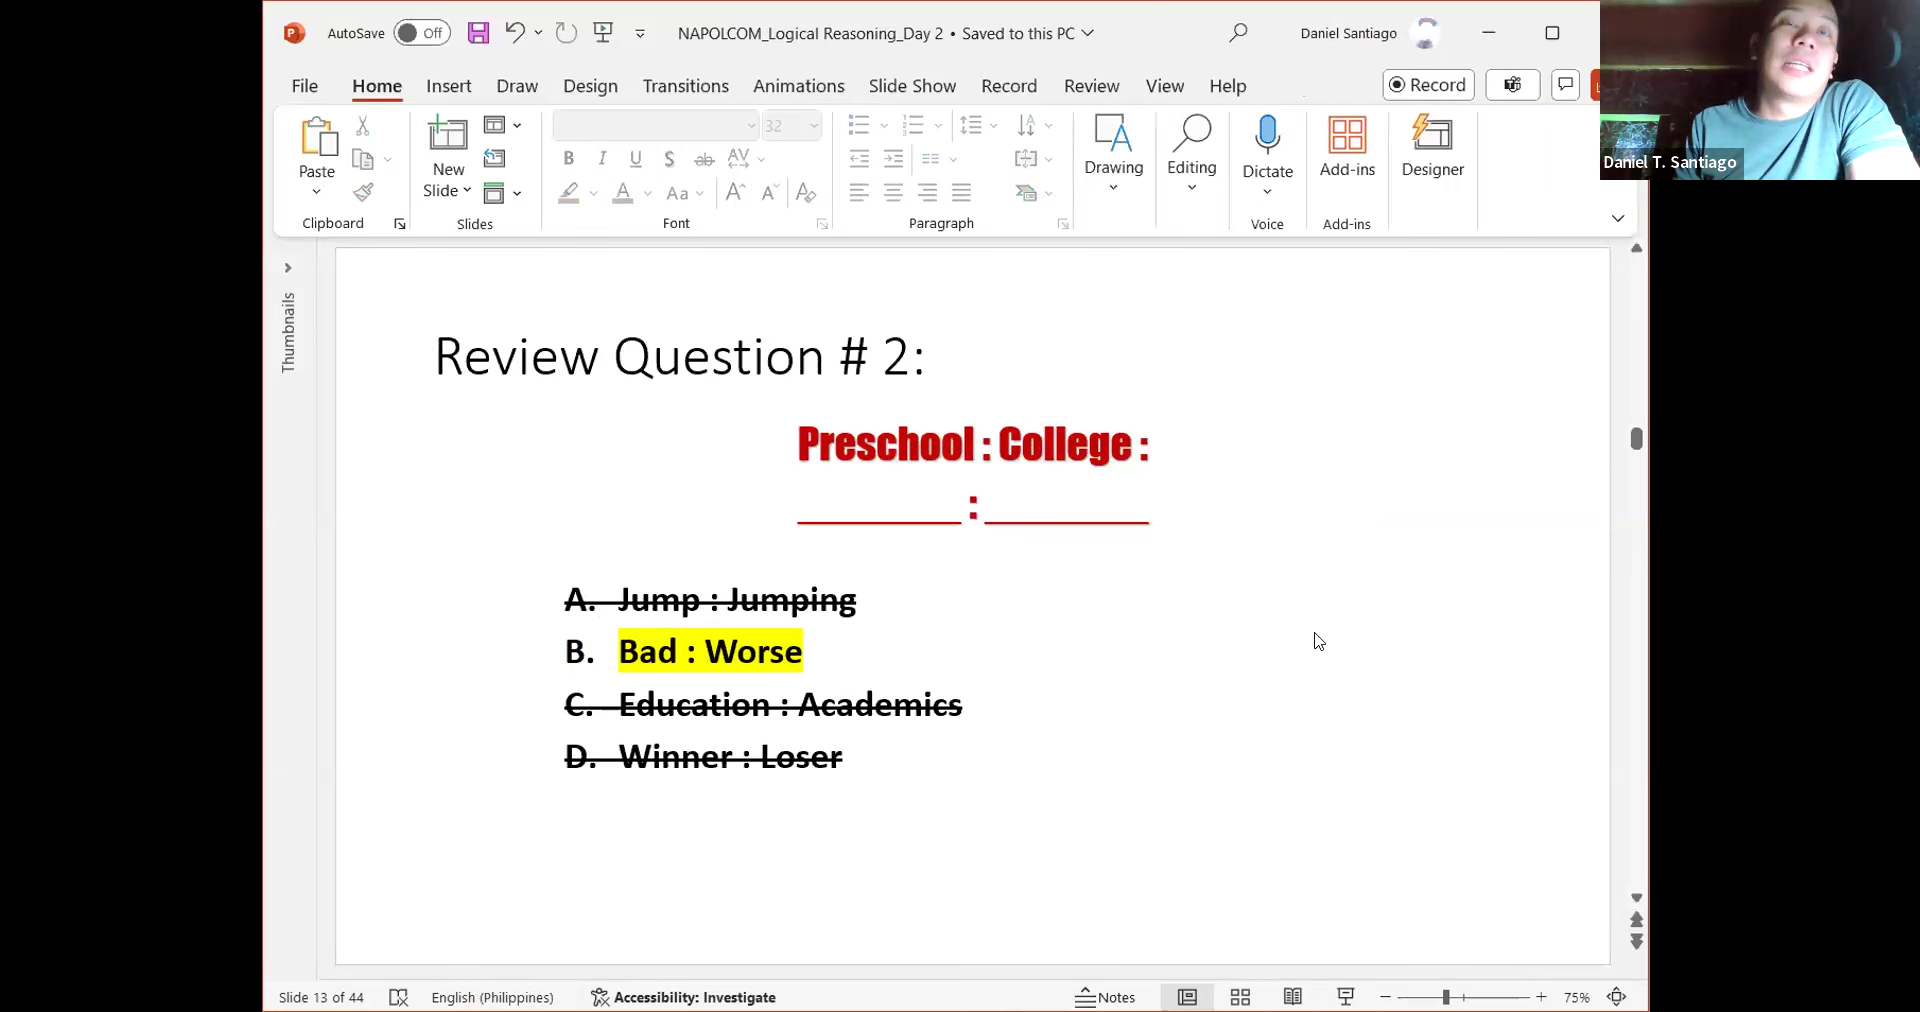 AutoSave Off NAPOLCOM_Logical Reasoning_Day 2 • Saved to this PC Daniel Santiago
File Home Insert Draw Design Transitions Animations Slide Show Record Review View Help Record
Paste
New
Slide
32
B I U S ab AV
A Aa A A A
Drawing
Editing
Dictate
Add-ins
Designer
Clipboard Slides Font Paragraph Voice Add-ins
Daniel T. Santiago
Thumbnails
Review Question # 2:
Preschool : College :
_________ : _________
A. Jump : Jumping
B. Bad : Worse
C. Education : Academics
D. Winner : Loser
Slide 13 of 44 English (Philippines) Accessibility: Investigate Notes 75%